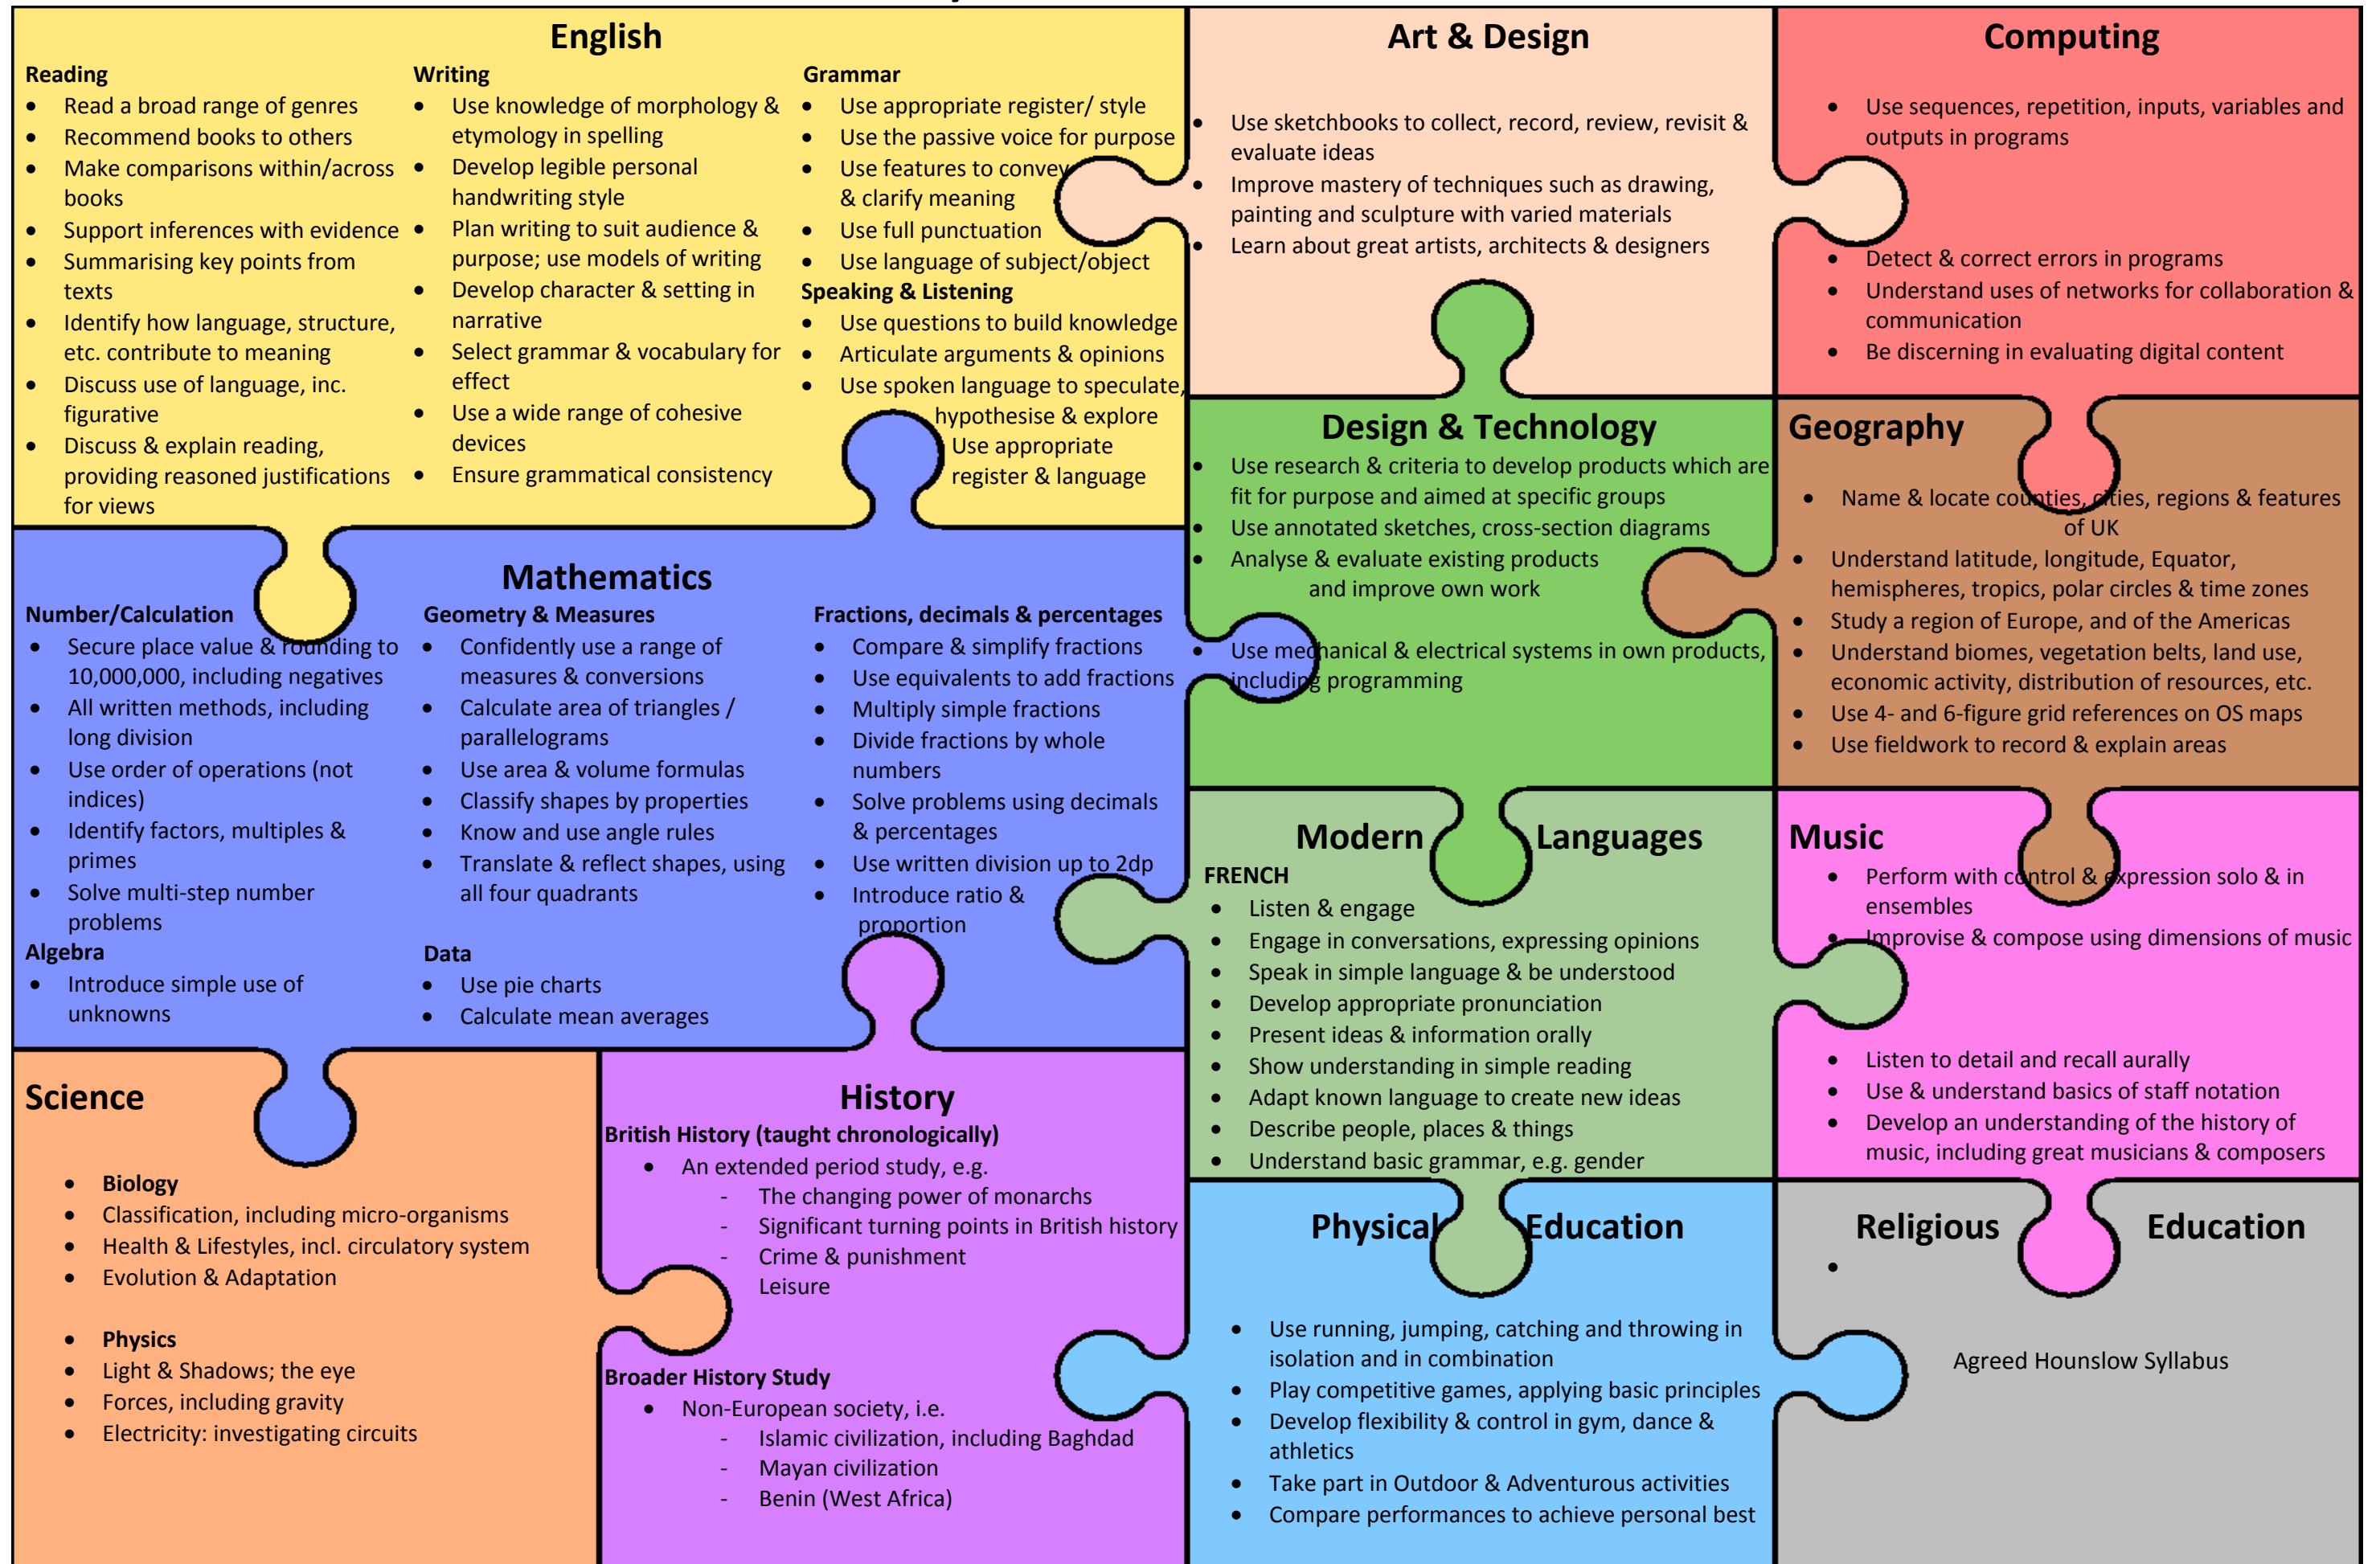 English
Reading
• Read a broad range of genres
• Recommend books to others
• Make comparisons within/across
books
• Support inferences with evidence
• Summarising key points from
texts
• Identify how language, structure,
etc. contribute to meaning
• Discuss use of language, inc.
figurative
• Discuss & explain reading,
providing reasoned justifications
for views
Writing
• Use knowledge of morphology &
etymology in spelling
• Develop legible personal
handwriting style
• Plan writing to suit audience &
purpose; use models of writing
• Develop character & setting in
narrative
• Select grammar & vocabulary for
effect
• Use a wide range of cohesive
devices
• Ensure grammatical consistency
Grammar
• Use appropriate register/ style
• Use the passive voice for purpose
• Use features to convey
& clarify meaning
• Use full punctuation
• Use language of subject/object
Speaking & Listening
• Use questions to build knowledge
• Articulate arguments & opinions
• Use spoken language to speculate,
hypothesise & explore
Use appropriate
register & language
Art & Design
• Use sketchbooks to collect, record, review, revisit &
evaluate ideas
• Improve mastery of techniques such as drawing,
painting and sculpture with varied materials
• Learn about great artists, architects & designers
Computing
• Use sequences, repetition, inputs, variables and
outputs in programs
• Detect & correct errors in programs
• Understand uses of networks for collaboration &
communication
• Be discerning in evaluating digital content
Design & Technology
• Use research & criteria to develop products which are
fit for purpose and aimed at specific groups
• Use annotated sketches, cross-section diagrams
• Analyse & evaluate existing products
and improve own work
• Use mechanical & electrical systems in own products,
including programming
Geography
• Name & locate counties, cities, regions & features
of UK
• Understand latitude, longitude, Equator,
hemispheres, tropics, polar circles & time zones
• Study a region of Europe, and of the Americas
• Understand biomes, vegetation belts, land use,
economic activity, distribution of resources, etc.
• Use 4- and 6-figure grid references on OS maps
• Use fieldwork to record & explain areas
Mathematics
Number/Calculation
• Secure place value & rounding to
10,000,000, including negatives
• All written methods, including
long division
• Use order of operations (not
indices)
• Identify factors, multiples &
primes
• Solve multi-step number
problems
Algebra
• Introduce simple use of
unknowns
Geometry & Measures
• Confidently use a range of
measures & conversions
• Calculate area of triangles /
parallelograms
• Use area & volume formulas
• Classify shapes by properties
• Know and use angle rules
• Translate & reflect shapes, using
all four quadrants
Data
• Use pie charts
• Calculate mean averages
Fractions, decimals & percentages
• Compare & simplify fractions
• Use equivalents to add fractions
• Multiply simple fractions
• Divide fractions by whole
numbers
• Solve problems using decimals
& percentages
• Use written division up to 2dp
• Introduce ratio &
proportion
Modern Languages
FRENCH
• Listen & engage
• Engage in conversations, expressing opinions
• Speak in simple language & be understood
• Develop appropriate pronunciation
• Present ideas & information orally
• Show understanding in simple reading
• Adapt known language to create new ideas
• Describe people, places & things
• Understand basic grammar, e.g. gender
Music
• Perform with control & expression solo & in
ensembles
• Improvise & compose using dimensions of music
• Listen to detail and recall aurally
• Use & understand basics of staff notation
• Develop an understanding of the history of
music, including great musicians & composers
Science
• Biology
• Classification, including micro-organisms
• Health & Lifestyles, incl. circulatory system
• Evolution & Adaptation
• Physics
• Light & Shadows; the eye
• Forces, including gravity
• Electricity: investigating circuits
History
British History (taught chronologically)
• An extended period study, e.g.
- The changing power of monarchs
- Significant turning points in British history
- Crime & punishment
Leisure
Broader History Study
• Non-European society, i.e.
- Islamic civilization, including Baghdad
- Mayan civilization
- Benin (West Africa)
Physical Education
• Use running, jumping, catching and throwing in
isolation and in combination
• Play competitive games, applying basic principles
• Develop flexibility & control in gym, dance &
athletics
• Take part in Outdoor & Adventurous activities
• Compare performances to achieve personal best
Religious Education
•
Agreed Hounslow Syllabus